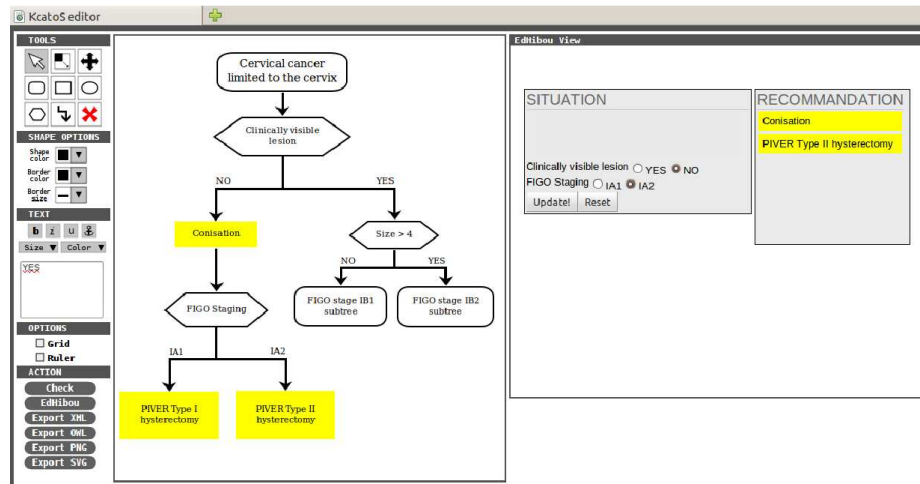 KcatoS editor
TOOLS
SHAPE OPTIONS
Shape
color
Border
color
Border
size
TEXT
b i u
Size ▼ Color ▼
YES
OPTIONS
Grid
Ruler
ACTION
Check
EdHibou
Export XML
Export OWL
Export PNG
Export SVG
Cervical cancer
limited to the cervix
Clinically visible
lesion
NO YES
Conisation
Size > 4
NO YES
FIGO Staging
FIGO stage IB1
subtree
FIGO stage IB2
subtree
IA1 IA2
PIVER Type I
hysterectomy
PIVER Type II
hysterectomy
EdHibou View
SITUATION
Clinically visible lesion YES NO
FIGO Staging IA1 IA2
Update! Reset
RECOMMANDATION
Conisation
PIVER Type II hysterectomy